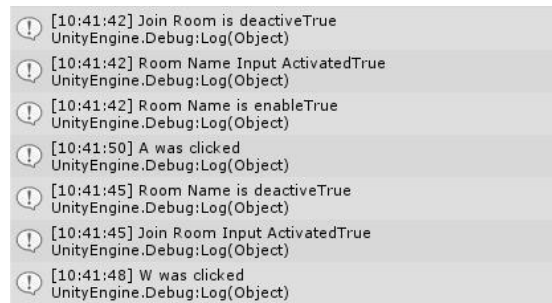 [10:41:42] Join Room is deactiveTrue
UnityEngine.Debug:Log(Object)
[10:41:42] Room Name Input ActivatedTrue
UnityEngine.Debug:Log(Object)
[10:41:42] Room Name is enableTrue
UnityEngine.Debug:Log(Object)
[10:41:50] A was clicked
UnityEngine.Debug:Log(Object)
[10:41:45] Room Name is deactiveTrue
UnityEngine.Debug:Log(Object)
[10:41:45] Join Room Input ActivatedTrue
UnityEngine.Debug:Log(Object)
[10:41:48] W was clicked
UnityEngine.Debug:Log(Object)